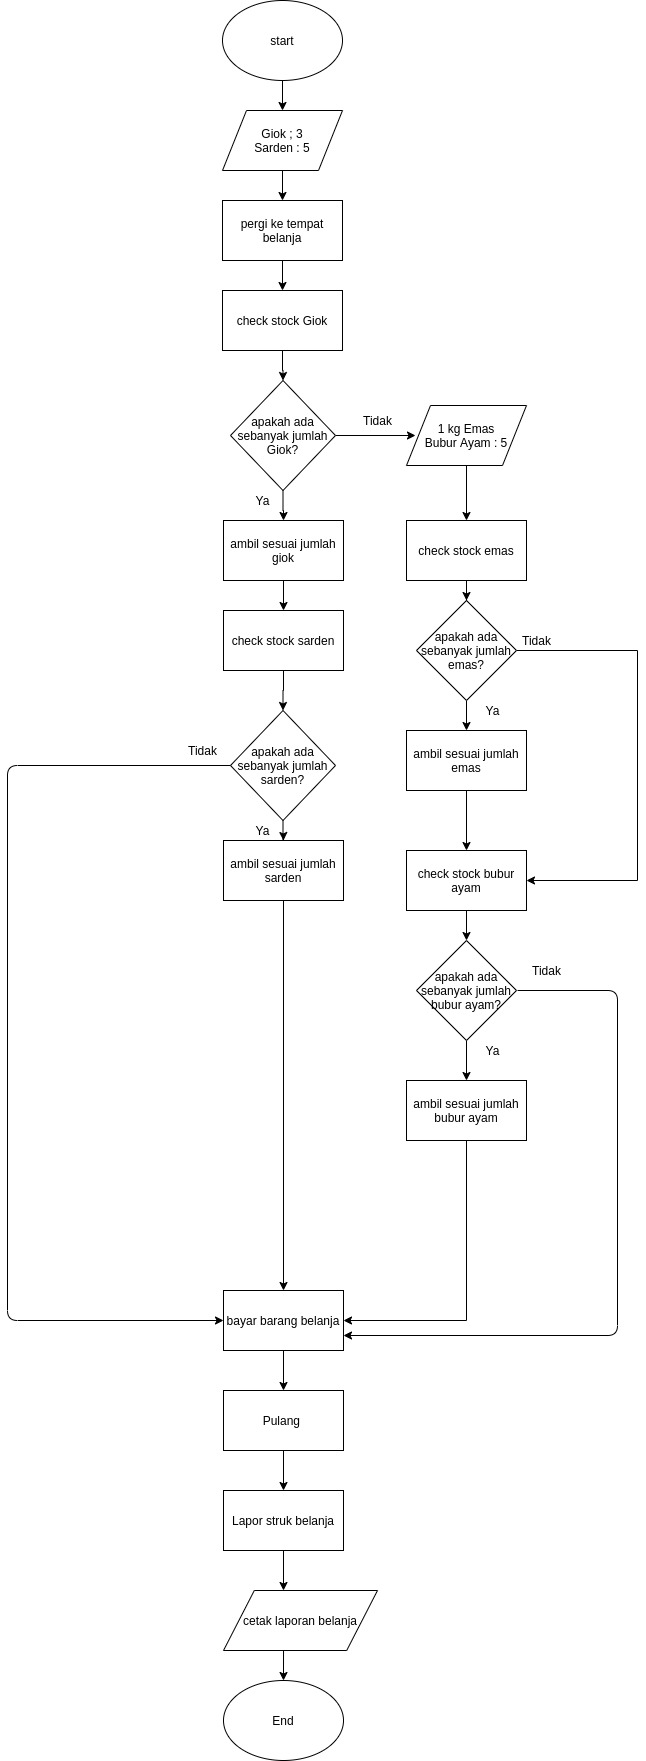 start
Giok ; 3
Sarden : 5
pergi ke tempat
belanja
check stock Giok
apakah ada
sebanyak jumlah
Giok?
Tidak
1 kg Emas
Bubur Ayam : 5
Ya
ambil sesuai jumlah
giok
check stock emas
check stock sarden
apakah ada
sebanyak jumlah
emas?
Tidak
Ya
apakah ada
sebanyak jumlah
sarden?
Tidak
ambil sesuai jumlah
emas
Ya
ambil sesuai jumlah
sarden
check stock bubur
ayam
apakah ada
sebanyak jumlah
bubur ayam?
Tidak
Ya
ambil sesuai jumlah
bubur ayam
bayar barang belanja
Pulang
Lapor struk belanja
cetak laporan belanja
End